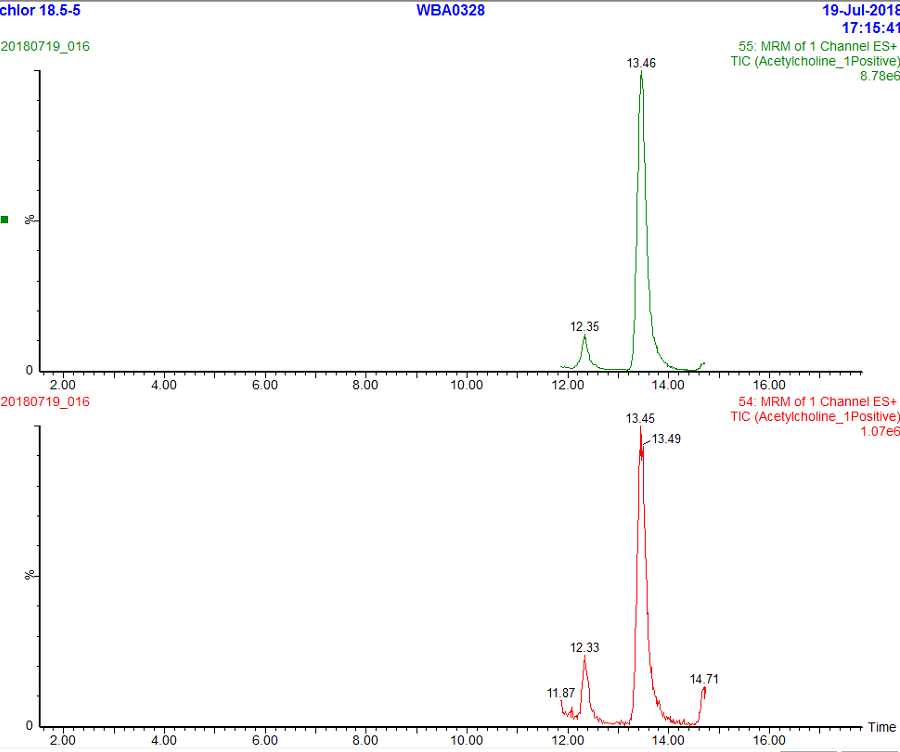 chlor 18.5-5 WBA0328 19-Jul-2018
17:15:41
20180719_016 55: MRM of 1 Channel ES+
TIC (Acetylcholine_1Positive)
8.78e6
13.46
12.35
%
0
2.00 4.00 6.00 8.00 10.00 12.00 14.00 16.00
20180719_016 54: MRM of 1 Channel ES+
TIC (Acetylcholine_1Positive)
1.07e6
13.45
13.49
%
12.33
11.87 14.71
0
Time
2.00 4.00 6.00 8.00 10.00 12.00 14.00 16.00